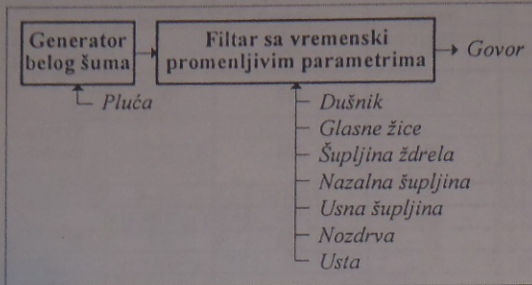 Generator
belog šuma
Filtar sa vremenski
promenljivim parametrima
Govor
Pluća
Dušnik
Glasne žice
Šupljina ždrela
Nazalna šupljina
Usna šupljina
Nozdrva
Usta